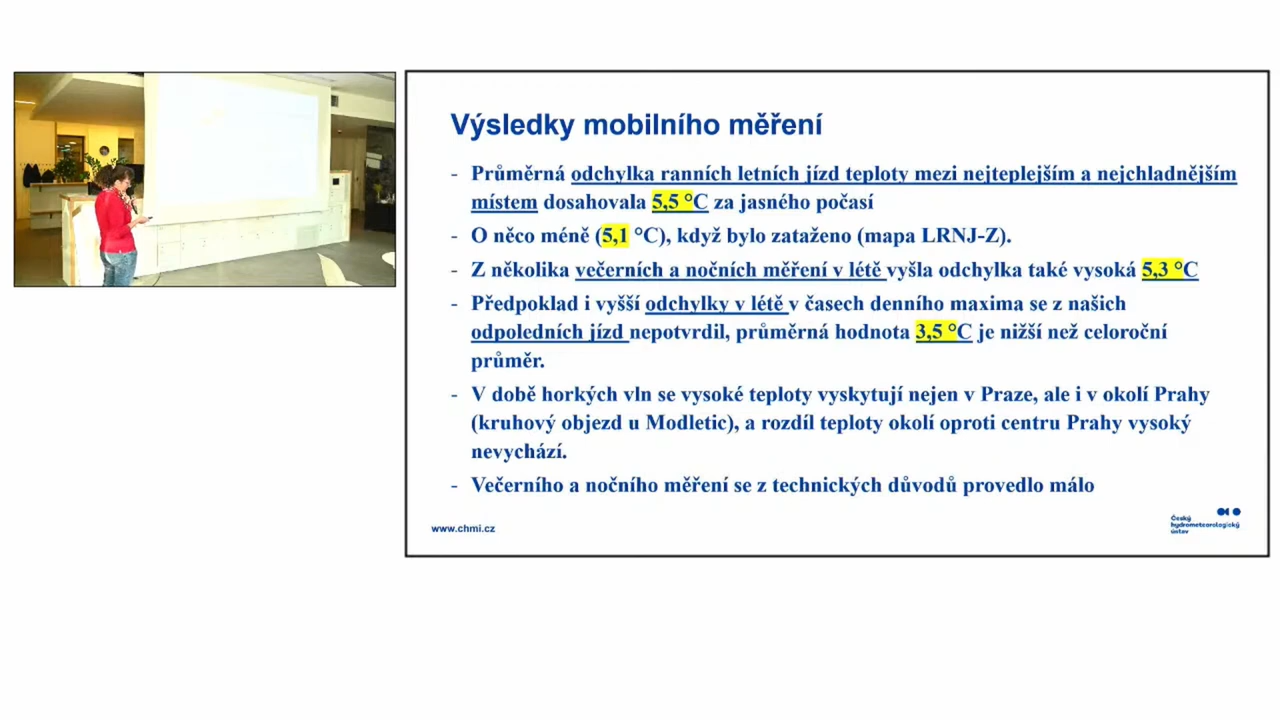 Výsledky mobilního měření
- Průměrná odchylka ranních letních jízd teploty mezi nejteplejším a nejchladnějším
místem dosahovala 5,5 °C za jasného počasí
- O něco méně (5,1 °C), když bylo zataženo (mapa LRNJ-Z).
- Z několika večerních a nočních měření v létě vyšla odchylka také vysoká 5,3 °C
- Předpoklad i vyšší odchylky v létě v časech denního maxima se z našich
odpoledních jízd nepotvrdil, průměrná hodnota 3,5 °C je nižší než celoroční
průměr.
- V době horkých vln se vysoké teploty vyskytují nejen v Praze, ale i v okolí Prahy
(kruhový objezd u Modletic), a rozdíl teploty okolí oproti centru Prahy vysoký
nevychází.
- Večerního a nočního měření se z technických důvodů provedlo málo
www.chmi.cz
Český
hydrometeorologický
ústav